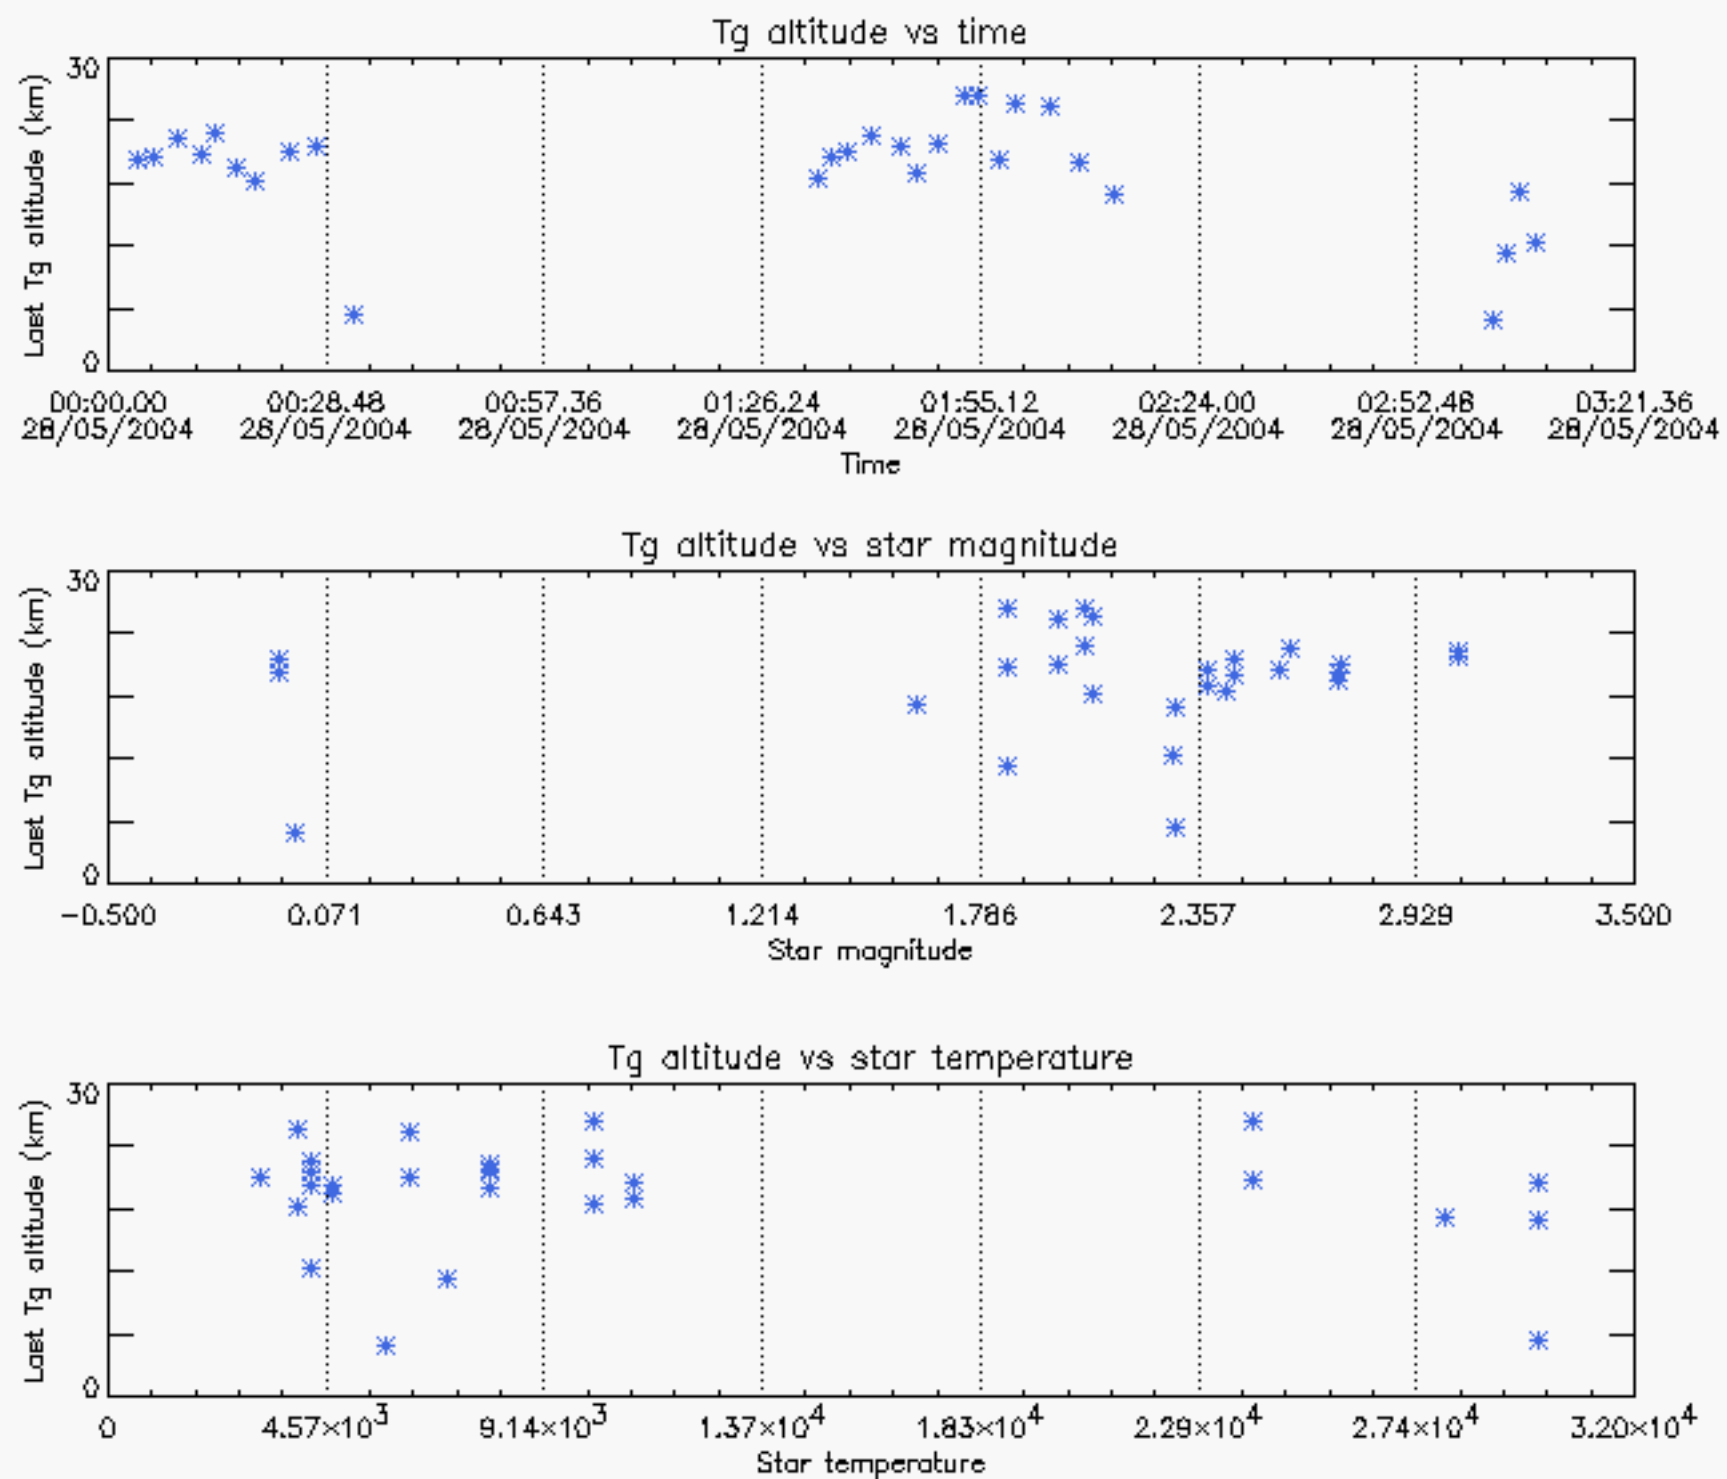 Tg altitude vs time
30
Last Tg altitude (km)
0
00:00.00 00:28.48 00:57.36 01:26.24 01:55.12 02:24.00 02:52.48 03:21.36
28/05/2004 28/05/2004 28/05/2004 28/05/2004 28/05/2004 28/05/2004 28/05/2004 28/05/2004
Time
Tg altitude vs star magnitude
30
Last Tg altitude (km)
0
-0.500 0.071 0.643 1.214 1.786 2.357 2.929 3.500
Star magnitude
Tg altitude vs star temperature
30
Last Tg altitude (km)
0
0 4.57×10³ 9.14×10³ 1.37×10⁴ 1.83×10⁴ 2.29×10⁴ 2.74×10⁴ 3.20×10⁴
Star temperature